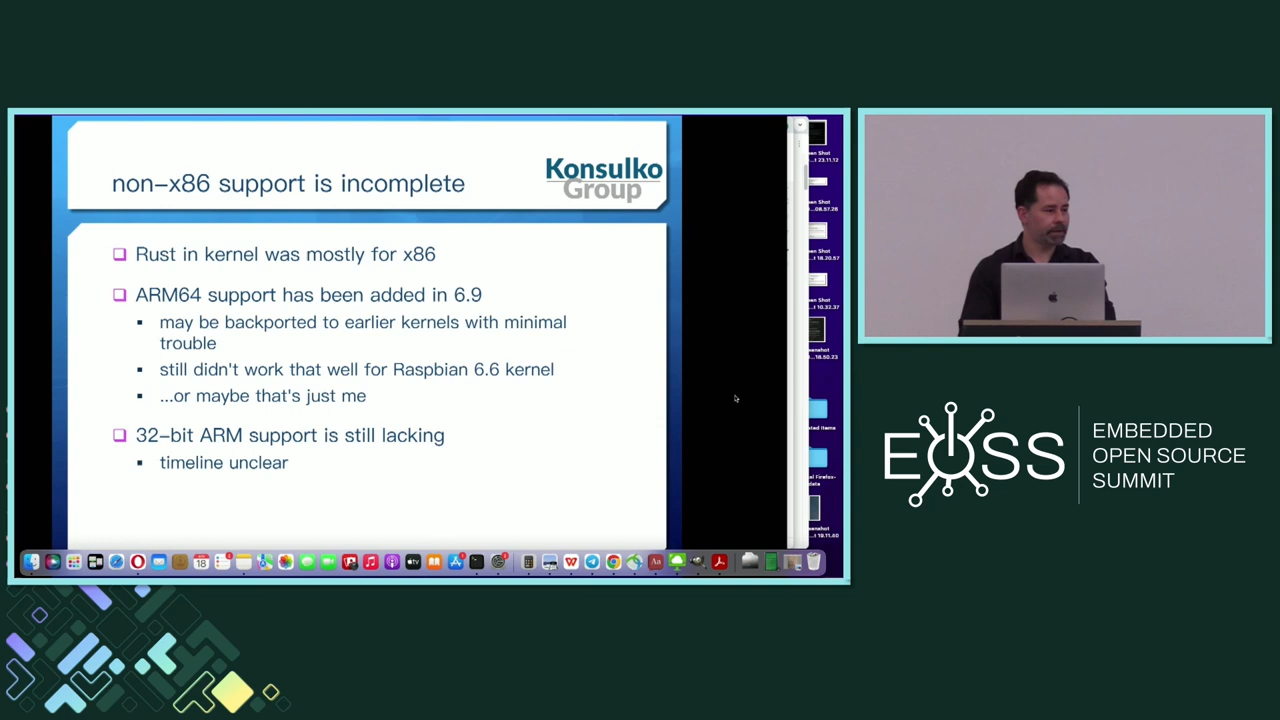 non-x86 support is incomplete
Konsulko
Group
Rust in kernel was mostly for x86
ARM64 support has been added in 6.9
may be backported to earlier kernels with minimal
trouble
still didn't work that well for Raspbian 6.6 kernel
...or maybe that's just me
32-bit ARM support is still lacking
timeline unclear
EOSS
EMBEDDED
OPEN SOURCE
SUMMIT